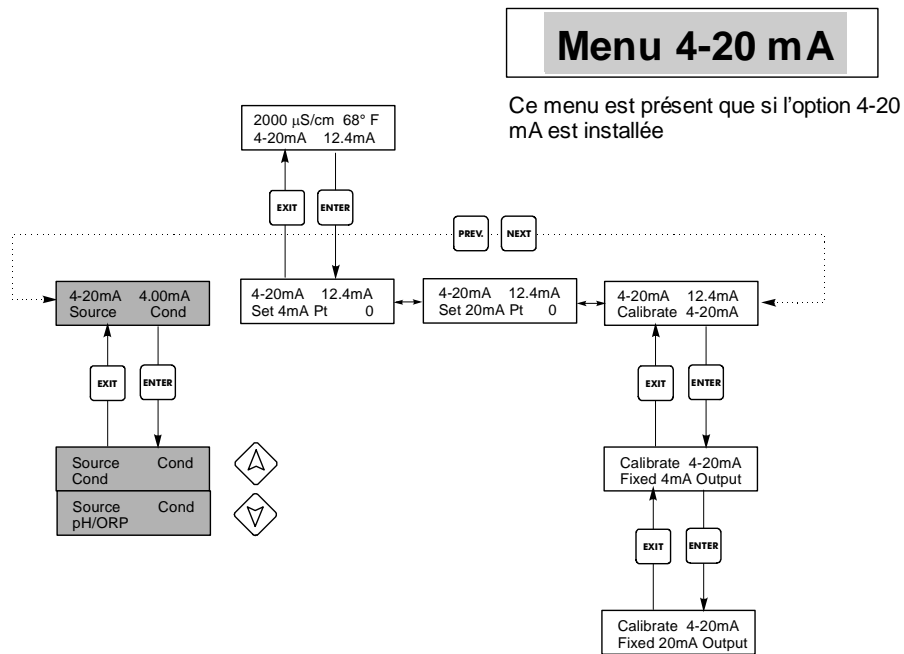 Menu 4-20 mA
Ce menu est présent que si l'option 4-20
mA est installée
2000 µS/cm 68° F
4-20mA 12.4mA
EXIT
ENTER
PREV.
NEXT
4-20mA 4.00mA
Source Cond
4-20mA 12.4mA
Set 4mA Pt 0
4-20mA 12.4mA
Set 20mA Pt 0
4-20mA 12.4mA
Calibrate 4-20mA
EXIT
ENTER
EXIT
ENTER
Source Cond
Cond
Source Cond
pH/ORP
Calibrate 4-20mA
Fixed 4mA Output
EXIT
ENTER
Calibrate 4-20mA
Fixed 20mA Output